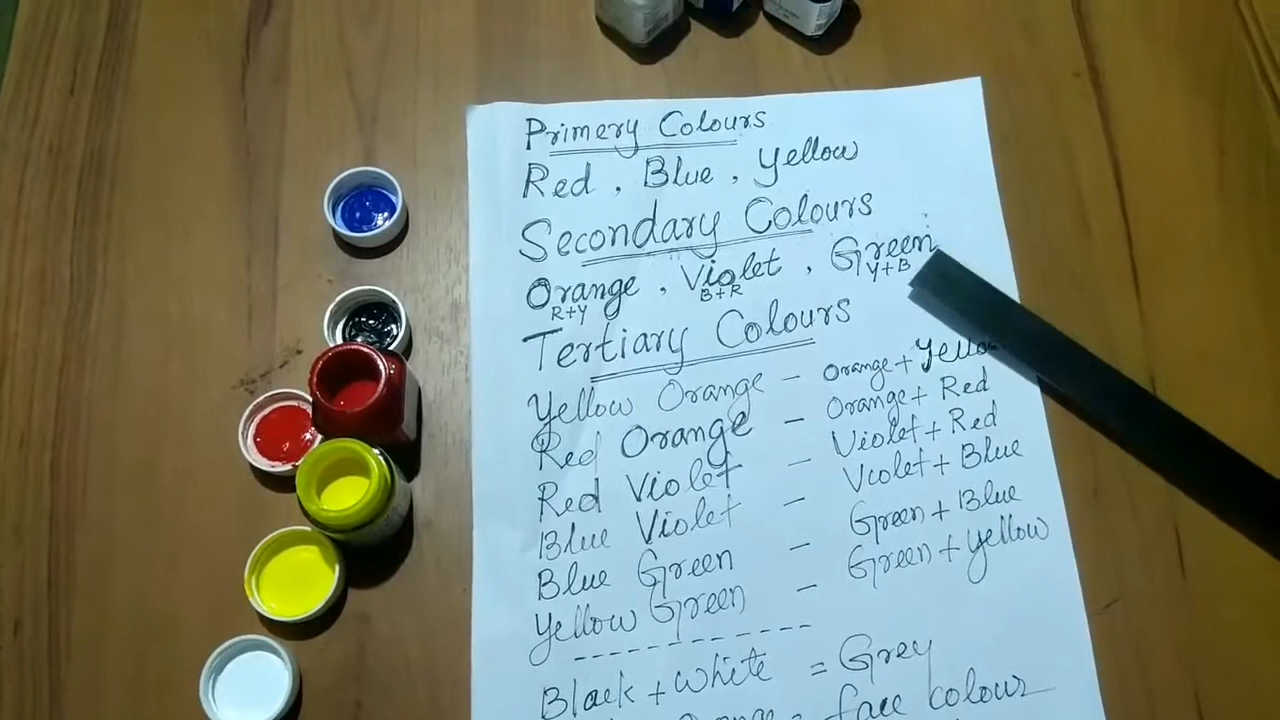 Primery Colours
Red, Blue, Yellow
Secondary Colours
Orange, Violet, Green
R+Y B+R Y+B
Tertiary Colours
Yellow Orange - Orange + Yellow
Red Orange - Orange + Red
Red Violet - Violet + Red
Blue Violet - Violet + Blue
Blue Green - Green + Blue
Yellow Green - Green + Yellow
Black + White = Grey
Orange = face colour